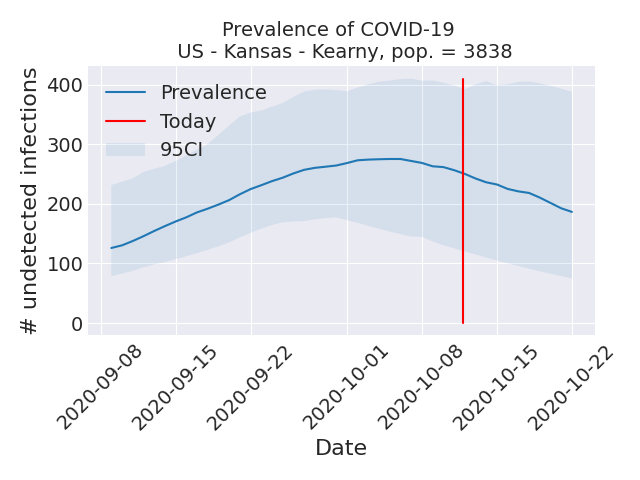 Prevalence of COVID-19
US - Kansas - Kearny, pop. = 3838
# undetected infections
400
300
200
100
0
Prevalence
Today
95CI
2020-09-08
2020-09-15
2020-09-22
2020-10-01
2020-10-08
2020-10-15
2020-10-22
Date